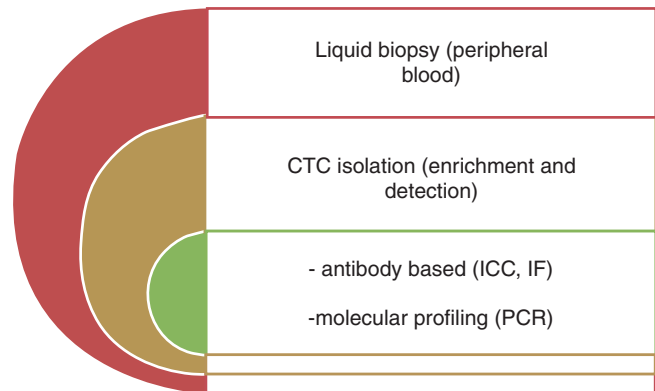 Liquid biopsy (peripheral
blood)
CTC isolation (enrichment and
detection)
- antibody based (ICC, IF)
-molecular profiling (PCR)